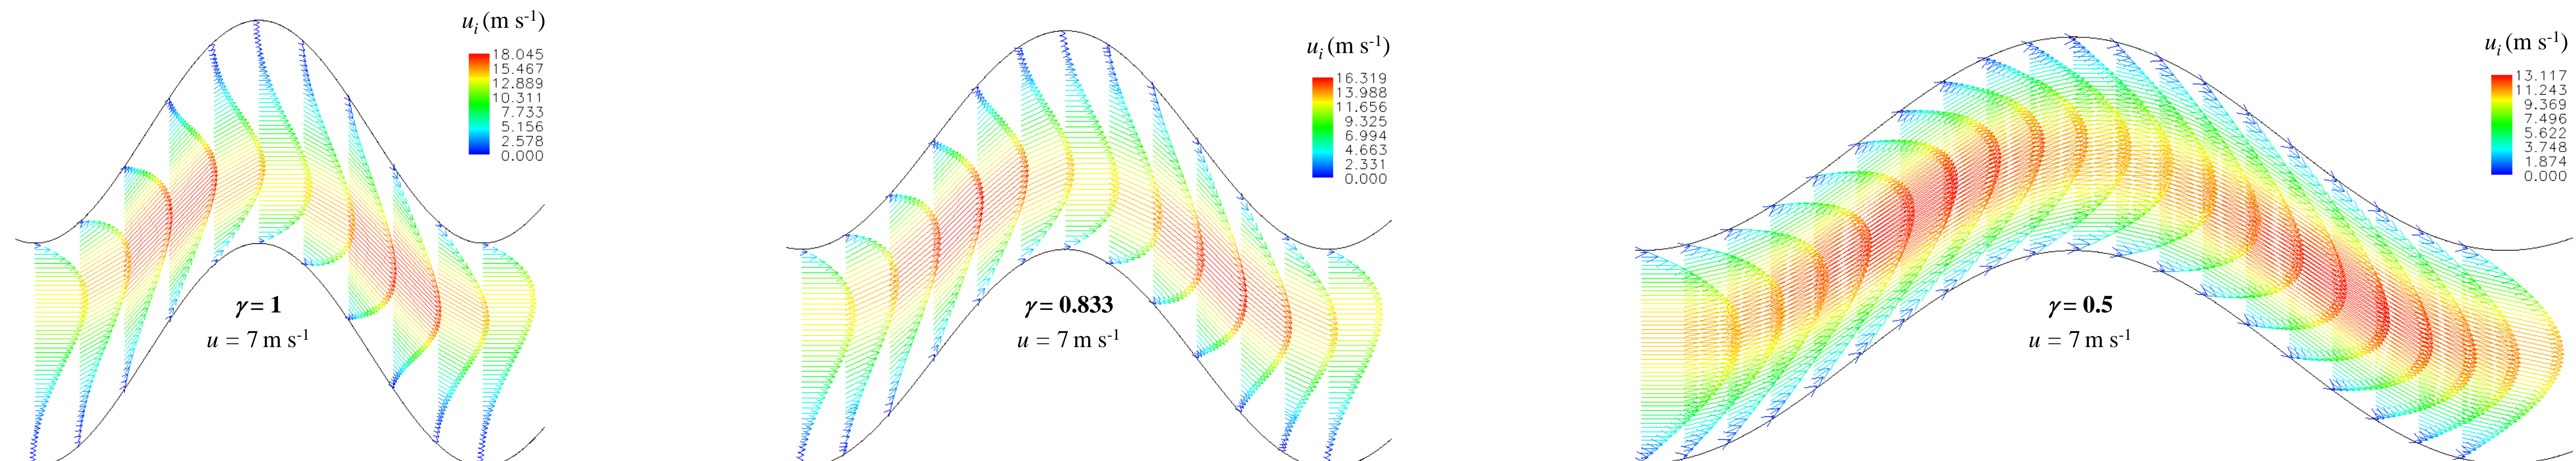 u_i (m s⁻¹)
18.045
15.467
12.889
10.311
7.733
5.156
2.578
0.000
γ = 1
u = 7 m s⁻¹
u_i (m s⁻¹)
16.319
13.988
11.656
9.325
6.994
4.663
2.331
0.000
γ = 0.833
u = 7 m s⁻¹
u_i (m s⁻¹)
13.117
11.243
9.369
7.496
5.622
3.748
1.874
0.000
γ = 0.5
u = 7 m s⁻¹